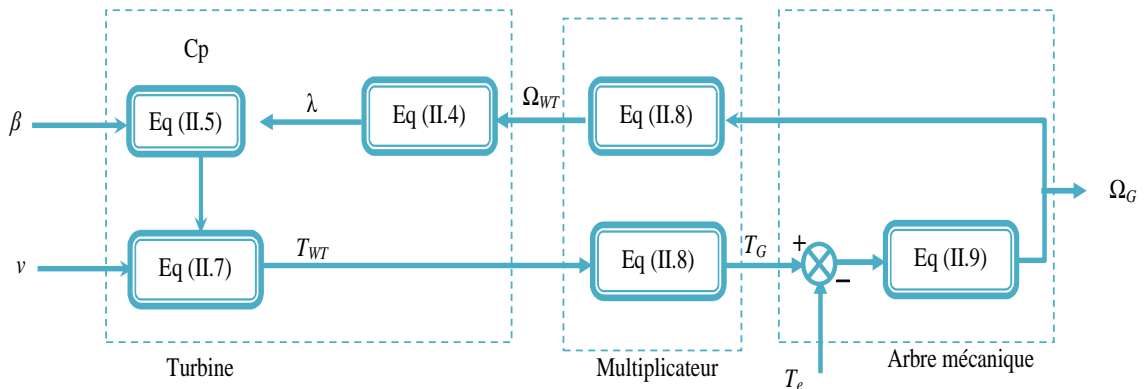 Cp
β
Eq (II.5)
λ
Eq (II.4)
Ω_WT
Eq (II.8)
Ω_G
v
Eq (II.7)
T_WT
Eq (II.8)
T_G
+
−
Eq (II.9)
Turbine
Multiplicateur
T_e
Arbre mécanique